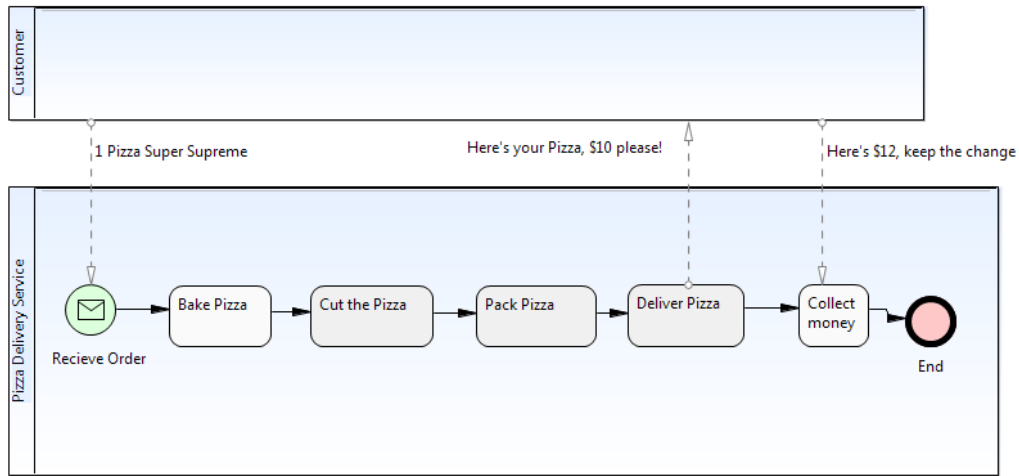 Customer
1 Pizza Super Supreme
Here's your Pizza, $10 please!
Here's $12, keep the change
Pizza Delivery Service
Recieve Order
Bake Pizza
Cut the Pizza
Pack Pizza
Deliver Pizza
Collect
money
End